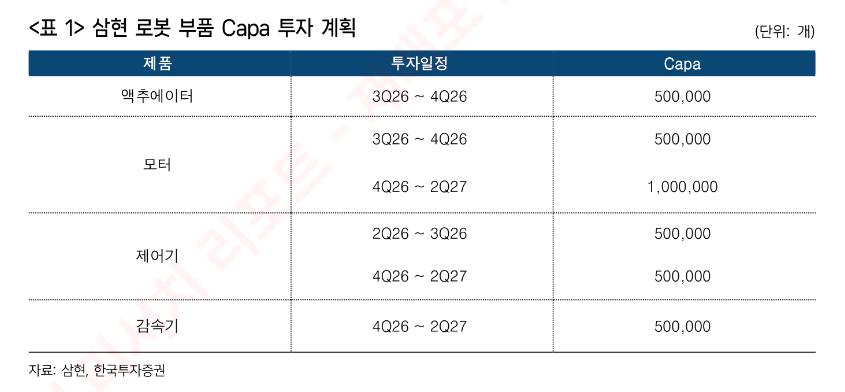 <표 1> 삼현 로봇 부품 Capa 투자 계획
(단위: 개)
제품 투자일정 Capa
액추에이터 3Q26 ~ 4Q26 500,000
모터 3Q26 ~ 4Q26 500,000
4Q26 ~ 2Q27 1,000,000
제어기 2Q26 ~ 3Q26 500,000
4Q26 ~ 2Q27 500,000
감속기 4Q26 ~ 2Q27 500,000
자료: 삼현, 한국투자증권